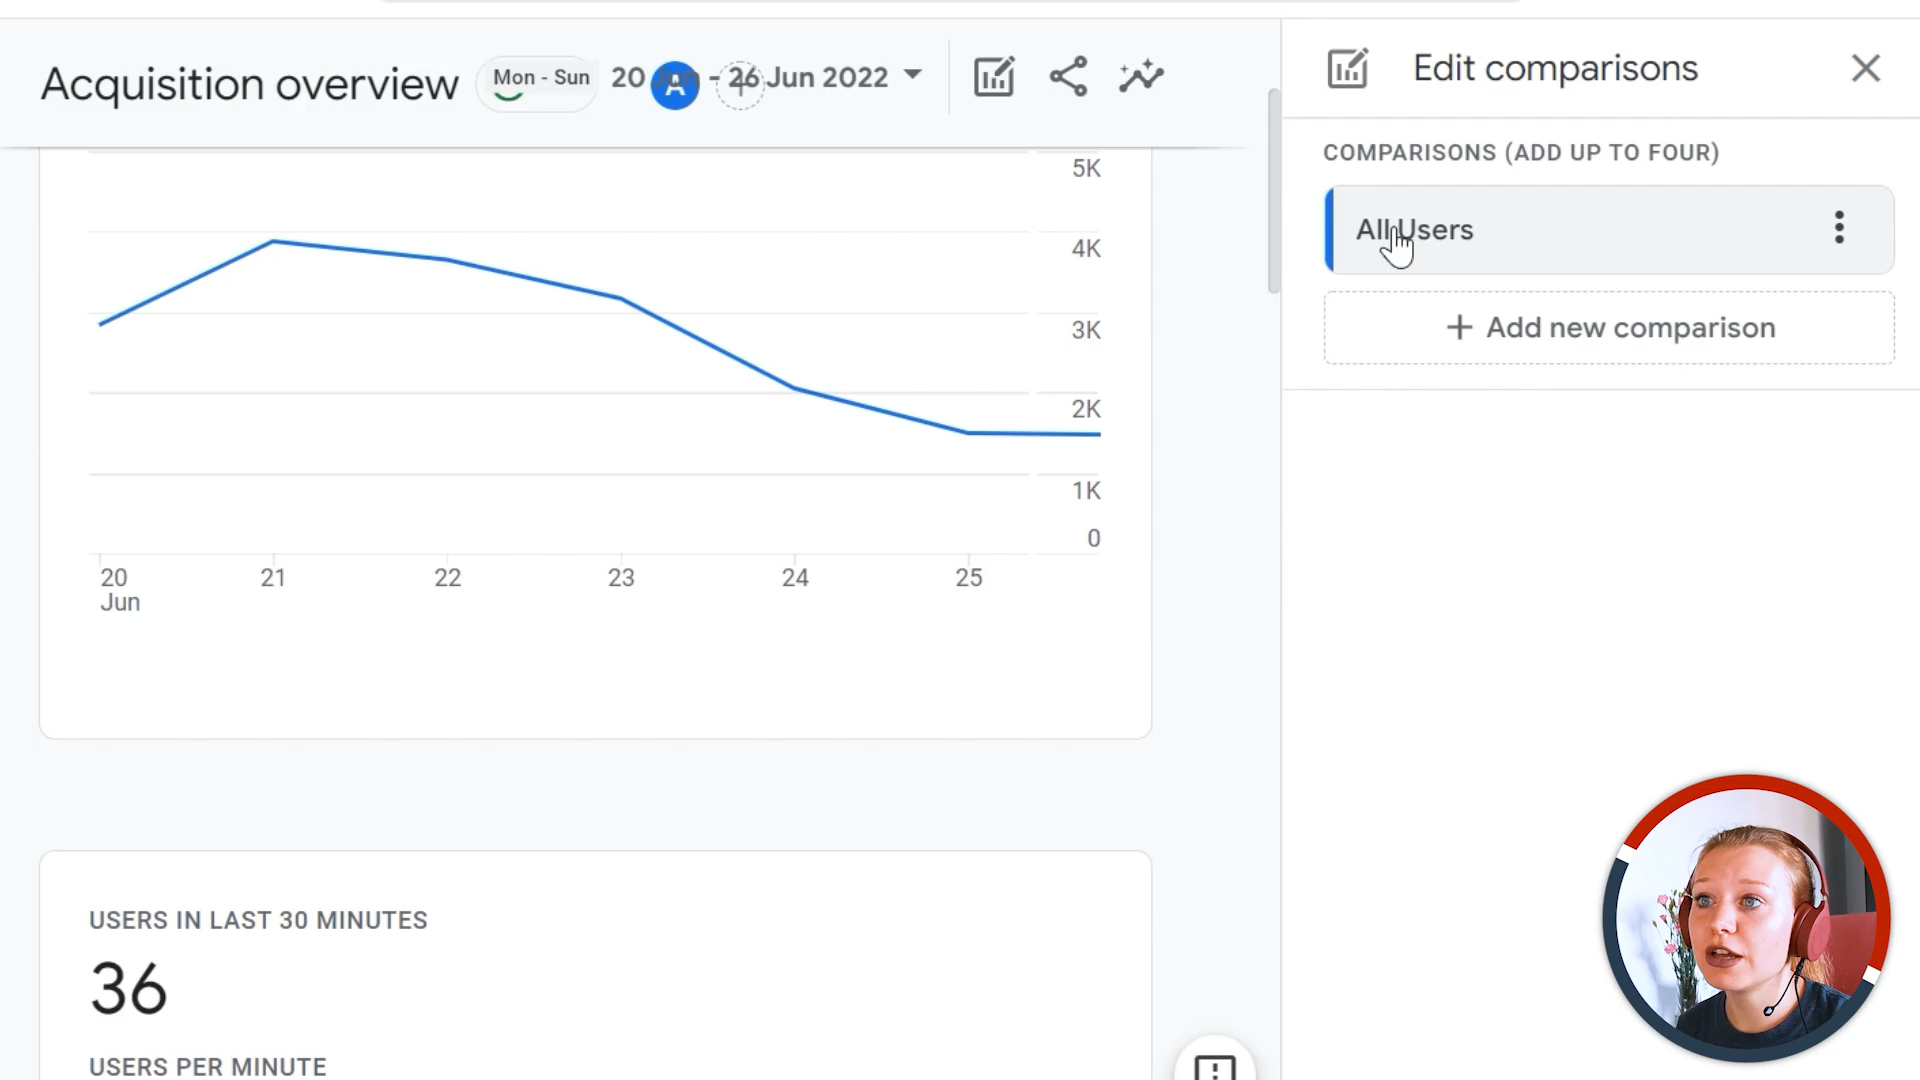 Acquisition overview
Mon - Sun
20 Jun - 26 Jun 2022
A
Edit comparisons
COMPARISONS (ADD UP TO FOUR)
All Users
+ Add new comparison
5K
4K
3K
2K
1K
0
20
Jun
21
22
23
24
25
USERS IN LAST 30 MINUTES
36
USERS PER MINUTE